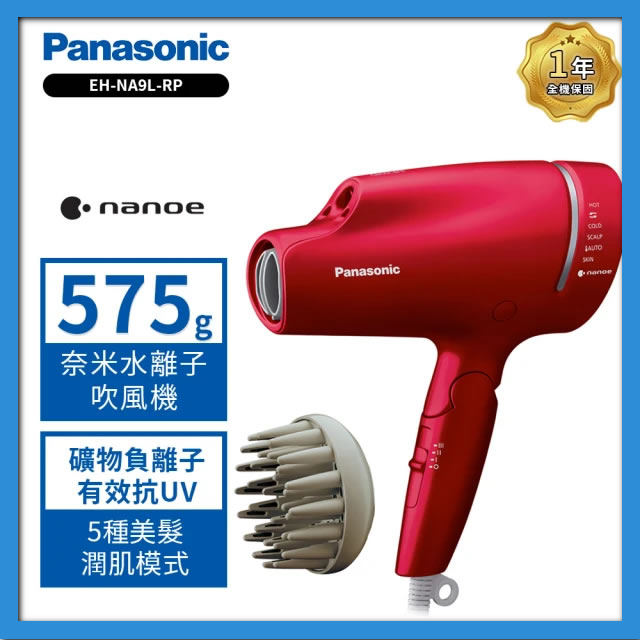 Panasonic
EH-NA9L-RP
1年
全機保固
nanoe
575g
奈米水離子
吹風機
礦物負離子
有效抗UV
5種美髮
潤肌模式
Panasonic
HOT
COLD
SCALP
AUTO
SKIN
nanoe
III
II
I
O